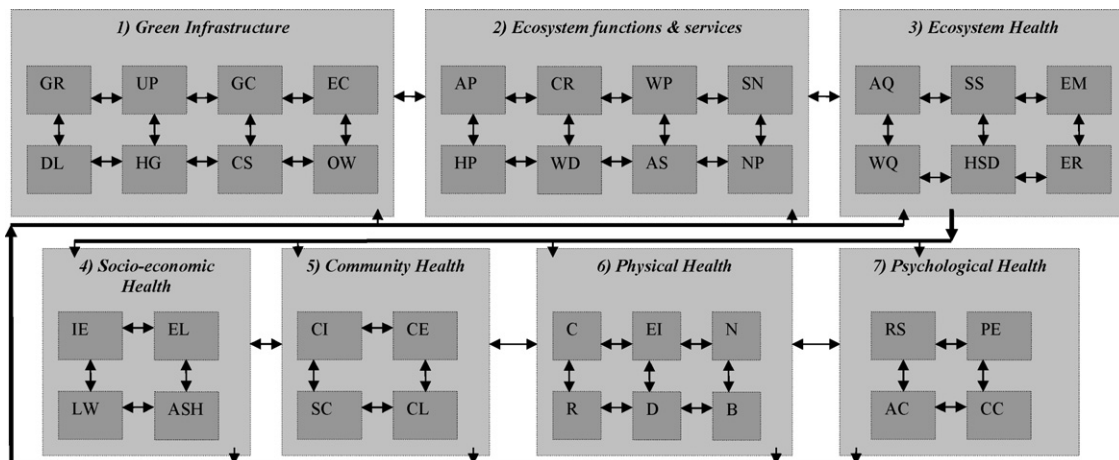 1) Green Infrastructure
2) Ecosystem functions & services
3) Ecosystem Health
GR UP GC EC
AP CR WP SN
AQ SS EM
DL HG CS OW
HP WD AS NP
WQ HSD ER
4) Socio-economic
Health
5) Community Health
6) Physical Health
7) Psychological Health
IE EL
CI CE
C EI N
RS PE
LW ASH
SC CL
R D B
AC CC